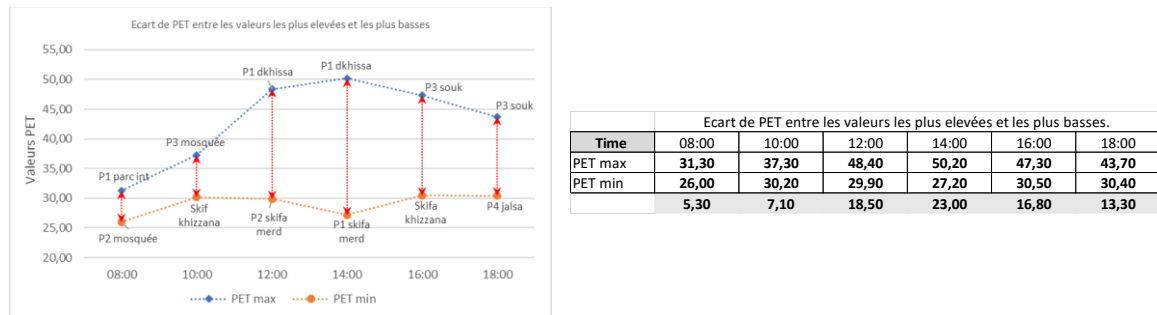 Ecart de PET entre les valeurs les plus elevées et les plus basses
Valeurs PET
55,00
50,00
45,00
40,00
35,00
30,00
25,00
20,00
P1 dkhissa
P1 dkhissa
P3 souk
P3 souk
P3 mosquée
P1 parc int
P2 mosquée
Skif
khizzana
P2 skifa
merd
P1 skifa
merd
Skifa
khizzana
P4 jalsa
08:00 10:00 12:00 14:00 16:00 18:00
PET max PET min
Ecart de PET entre les valeurs les plus elevées et les plus basses.
Time 08:00 10:00 12:00 14:00 16:00 18:00
PET max 31,30 37,30 48,40 50,20 47,30 43,70
PET min 26,00 30,20 29,90 27,20 30,50 30,40
5,30 7,10 18,50 23,00 16,80 13,30